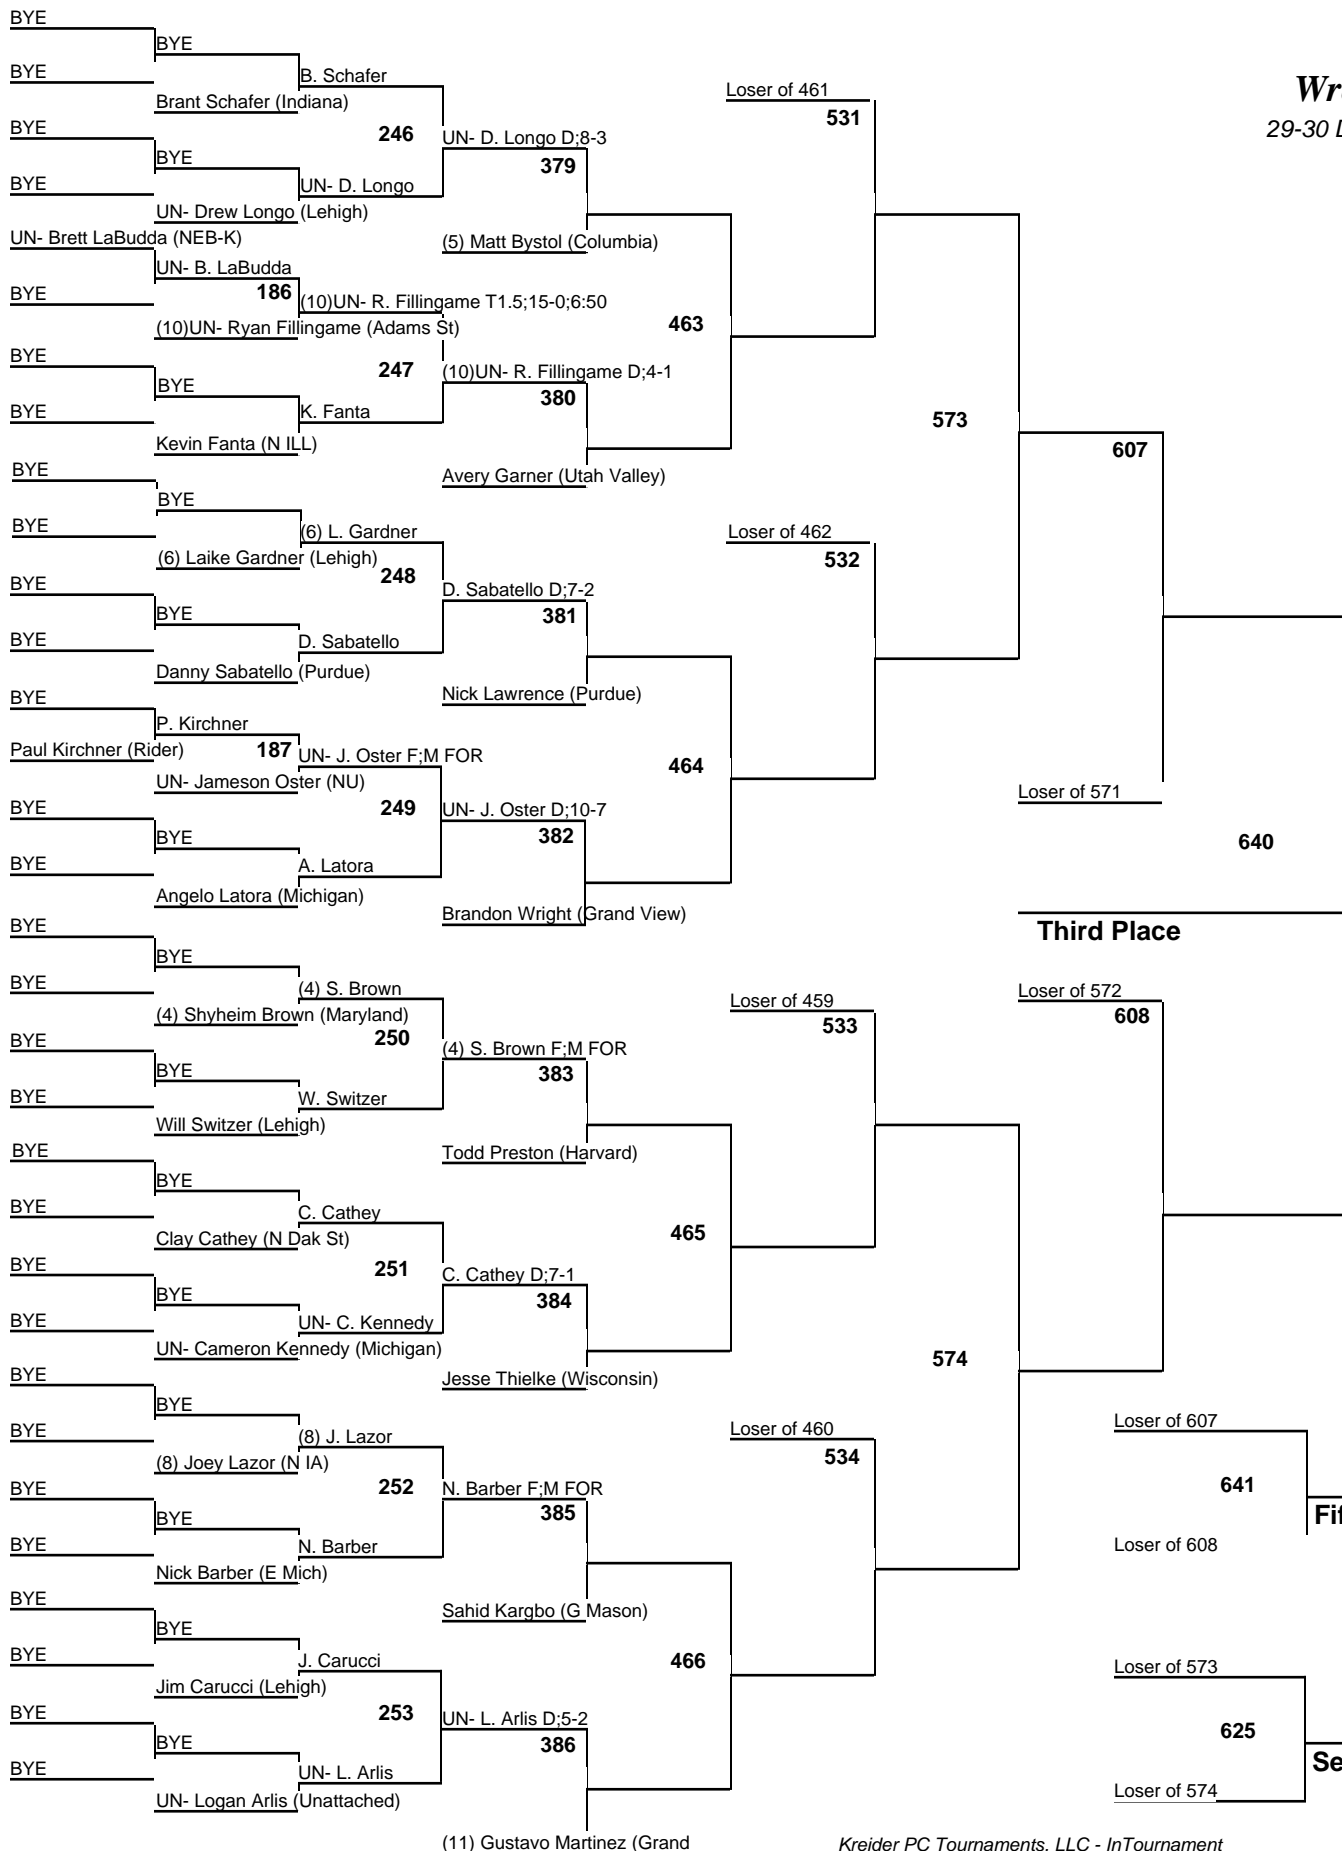 BYE
BYE
BYE
B. Schafer
Brant Schafer (Indiana)
246
BYE
BYE
BYE
UN- D. Longo
UN- Drew Longo (Lehigh)
UN- D. Longo D;8-3
379
(5) Matt Bystol (Columbia)
UN- Brett LaBudda (NEB-K)
UN- B. LaBudda
BYE
186
(10)UN- R. Fillingame T1.5;15-0;6:50
(10)UN- Ryan Fillingame (Adams St)
463
BYE
BYE
BYE
247
K. Fanta
Kevin Fanta (N ILL)
(10)UN- R. Fillingame D;4-1
380
Avery Garner (Utah Valley)
BYE
BYE
BYE
(6) L. Gardner
(6) Laike Gardner (Lehigh)
248
BYE
BYE
BYE
D. Sabatello
Danny Sabatello (Purdue)
D. Sabatello D;7-2
381
Nick Lawrence (Purdue)
BYE
P. Kirchner
Paul Kirchner (Rider)
187
UN- J. Oster F;M FOR
UN- Jameson Oster (NU)
464
BYE
BYE
BYE
249
A. Latora
Angelo Latora (Michigan)
UN- J. Oster D;10-7
382
Brandon Wright (Grand View)
BYE
BYE
BYE
(4) S. Brown
(4) Shyheim Brown (Maryland)
250
BYE
BYE
BYE
W. Switzer
Will Switzer (Lehigh)
(4) S. Brown F;M FOR
383
Todd Preston (Harvard)
BYE
BYE
BYE
C. Cathey
Clay Cathey (N Dak St)
465
BYE
BYE
BYE
251
UN- C. Kennedy
UN- Cameron Kennedy (Michigan)
C. Cathey D;7-1
384
Jesse Thielke (Wisconsin)
BYE
BYE
BYE
(8) J. Lazor
(8) Joey Lazor (N IA)
252
BYE
BYE
BYE
N. Barber
Nick Barber (E Mich)
N. Barber F;M FOR
385
Sahid Kargbo (G Mason)
BYE
BYE
BYE
J. Carucci
Jim Carucci (Lehigh)
466
BYE
BYE
BYE
253
UN- L. Arlis
UN- Logan Arlis (Unattached)
UN- L. Arlis D;5-2
386
(11) Gustavo Martinez (Grand
Loser of 461
531
573
Loser of 462
532
607
Loser of 571
640
Third Place
Loser of 459
533
Loser of 572
608
574
Loser of 460
534
Loser of 607
641
Fif
Loser of 608
Loser of 573
625
Se
Loser of 574
Wr
29-30 D
Kreider PC Tournaments, LLC - InTournament